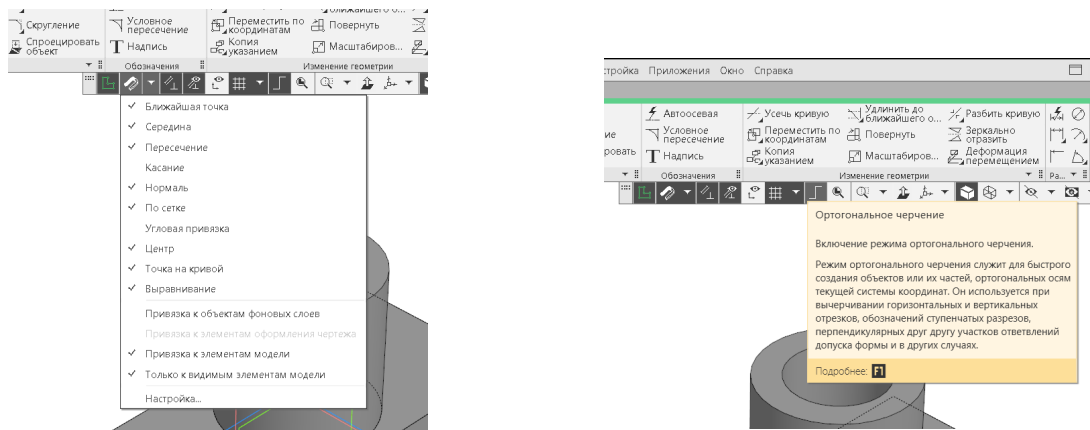 Скругление
Условное
пересечение
Переместить по
координатам
Повернуть
Спроецировать
объект
Надпись
Копия
указанием
Масштабиров...
Обозначения
Изменение геометрии
Ближайшая точка
Середина
Пересечение
Касание
Нормаль
По сетке
Угловая привязка
Центр
Точка на кривой
Выравнивание
Привязка к объектам фоновых слоев
Привязка к элементам оформления чертежа
Привязка к элементам модели
Только к видимым элементам модели
Настройка...
стройка Приложения Окно Справка
Автоосевая
Усечь кривую
Удлинить до
ближайшего о...
Разбить кривую
ие
Условное
пересечение
Переместить по
координатам
Повернуть
Зеркально
отразить
ровать
Надпись
Копия
указанием
Масштабиров...
Деформация
перемещением
Обозначения
Изменение геометрии
Ра...
Ортогональное черчение
Включение режима ортогонального черчения.
Режим ортогонального черчения служит для быстрого
создания объектов или их частей, ортогональных осям
текущей системы координат. Он используется при
вычерчивании горизонтальных и вертикальных
отрезков, обозначений ступенчатых разрезов,
перпендикулярных друг другу участков ответвлений
допуска формы и в других случаях.
Подробнее: F1